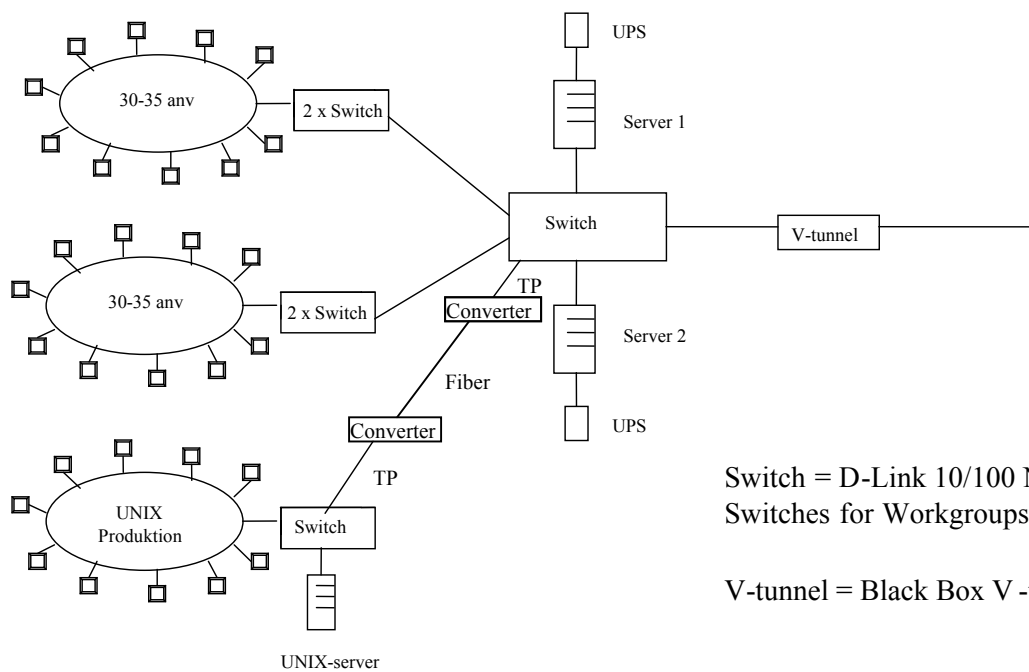 UPS
30-35 anv
2 x Switch
Server 1
Switch
V-tunnel
30-35 anv
2 x Switch
TP
Converter
Server 2
Fiber
Converter
UPS
TP
UNIX
Produktion
Switch
UNIX-server
Switch = D-Link 10/100
Switches for Workgroups
V-tunnel = Black Box V -